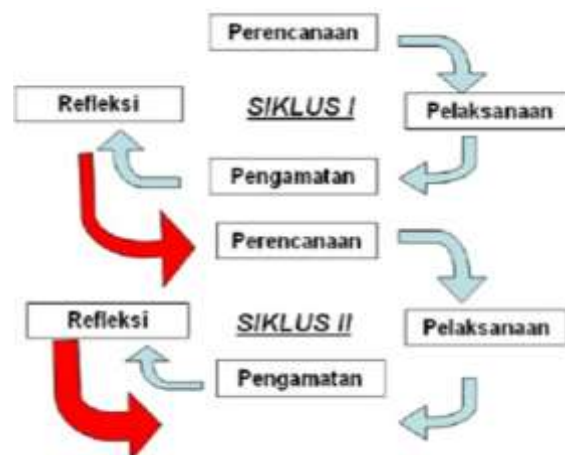 Perencanaan
Refleksi
SIKLUS I
Pelaksanaan
Pengamatan
Perencanaan
Refleksi
SIKLUS II
Pelaksanaan
Pengamatan